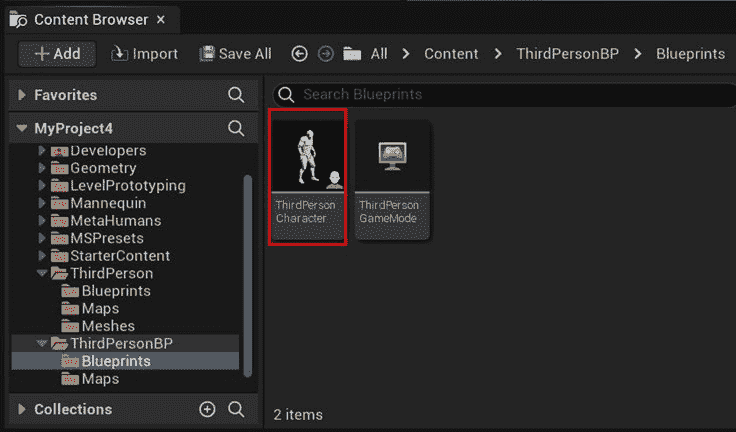 Content Browser
Add Import Save All All Content ThirdPersonBP Blueprints
Favorites
Search Blueprints
MyProject4
Developers
Geometry
LevelPrototyping
Mannequin
MetaHumans
MSPresets
StarterContent
ThirdPerson
Blueprints
Maps
Meshes
ThirdPersonBP
Blueprints
Maps
Collections
ThirdPerson
Character
ThirdPerson
GameMode
2 items